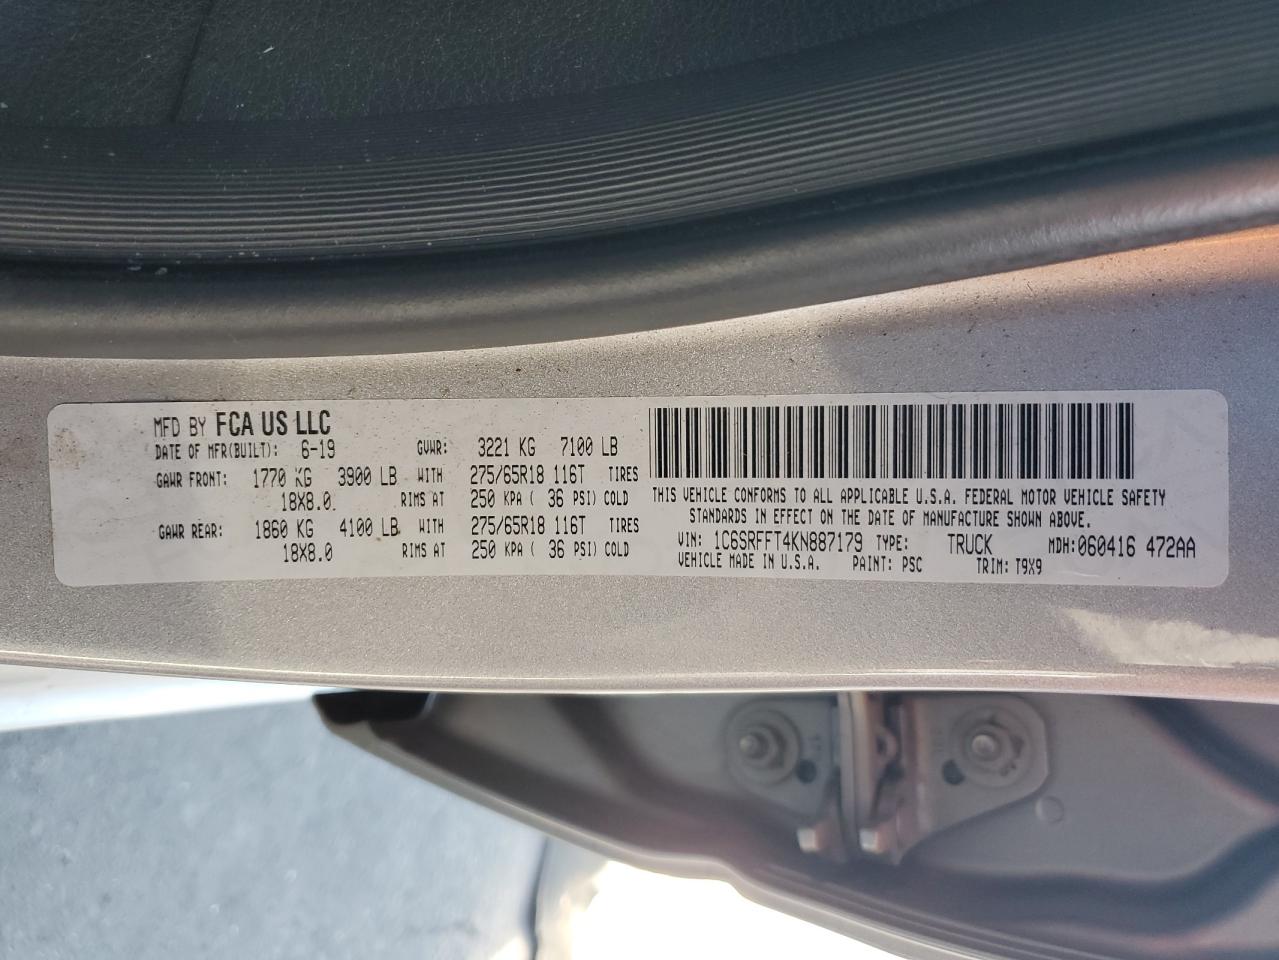 MFD BY FCA US LLC
DATE OF MFR(BUILT): 6-19 GVWR: 3221 KG 7100 LB
GAWR FRONT: 1770 KG 3900 LB WITH 275/65R18 116T TIRES
18X8.0 RIMS AT 250 KPA ( 36 PSI) COLD
GAWR REAR: 1860 KG 4100 LB WITH 275/65R18 116T TIRES
18X8.0 RIMS AT 250 KPA ( 36 PSI) COLD
THIS VEHICLE CONFORMS TO ALL APPLICABLE U.S.A. FEDERAL MOTOR VEHICLE SAFETY
STANDARDS IN EFFECT ON THE DATE OF MANUFACTURE SHOWN ABOVE.
VIN: 1C6SRFFT4KN887179 TYPE: TRUCK MDH:060416 472AA
VEHICLE MADE IN U.S.A. PAINT: PSC TRIM: T9X9